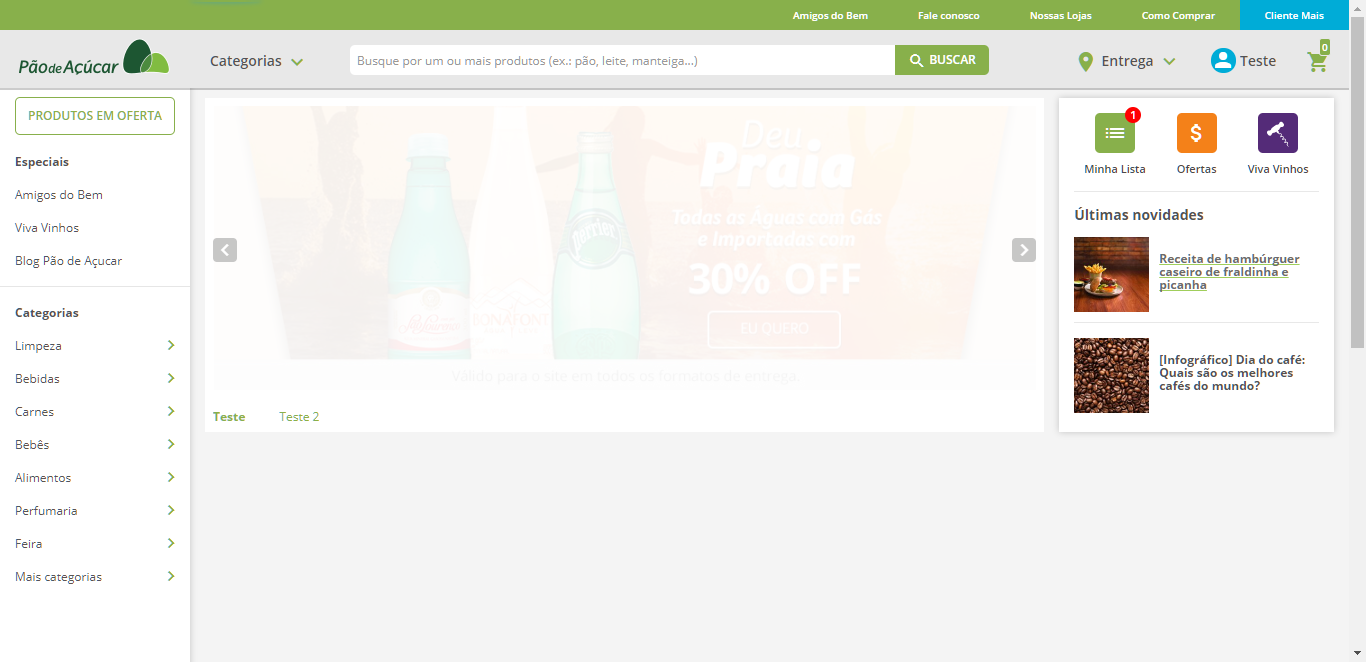 Amigos do Bem
Fale conosco
Nossas Lojas
Como Comprar
Cliente Mais
Pão de Açúcar
Categorias
Busque por um ou mais produtos (ex.: pão, leite, manteiga...)
BUSCAR
Entrega
Teste
0
PRODUTOS EM OFERTA
Especiais
Amigos do Bem
Viva Vinhos
Blog Pão de Açucar
Categorias
Limpeza
Bebidas
Carnes
Bebês
Alimentos
Perfumaria
Feira
Mais categorias
Deu
Praia
Todas as Águas com Gás
e Importadas com
30% OFF
EU QUERO
perrier
BONAFONT
Válido para o site em todos os formatos de entrega.
Teste
Teste 2
1
Minha Lista
$
Ofertas
Viva Vinhos
Últimas novidades
Receita de hambúrguer
caseiro de fraldinha e
picanha
[Infográfico] Dia do café:
Quais são os melhores
cafés do mundo?